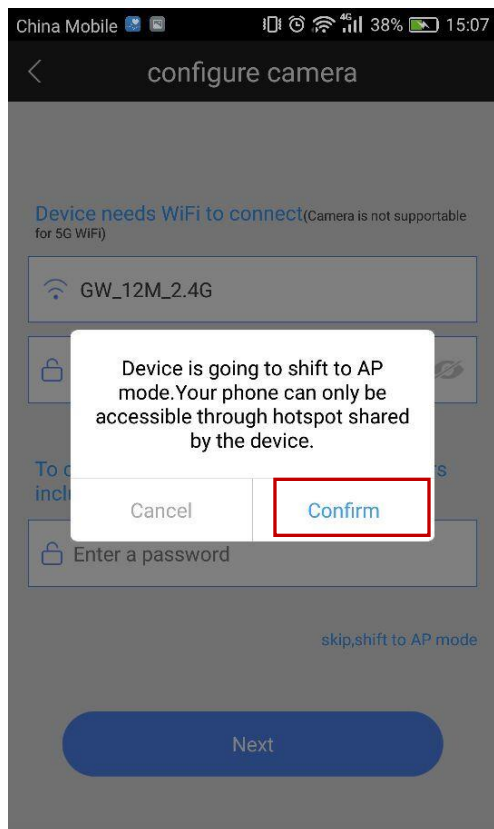 China Mobile 4G 38% 15:07
configure camera
Device needs WiFi to connect(Camera is not supportable
for 5G WiFi)
GW_12M_2.4G
Device is going to shift to AP
mode.Your phone can only be
accessible through hotspot shared
by the device.
To
Cancel Confirm
Enter a password
skip,shift to AP mode
Next